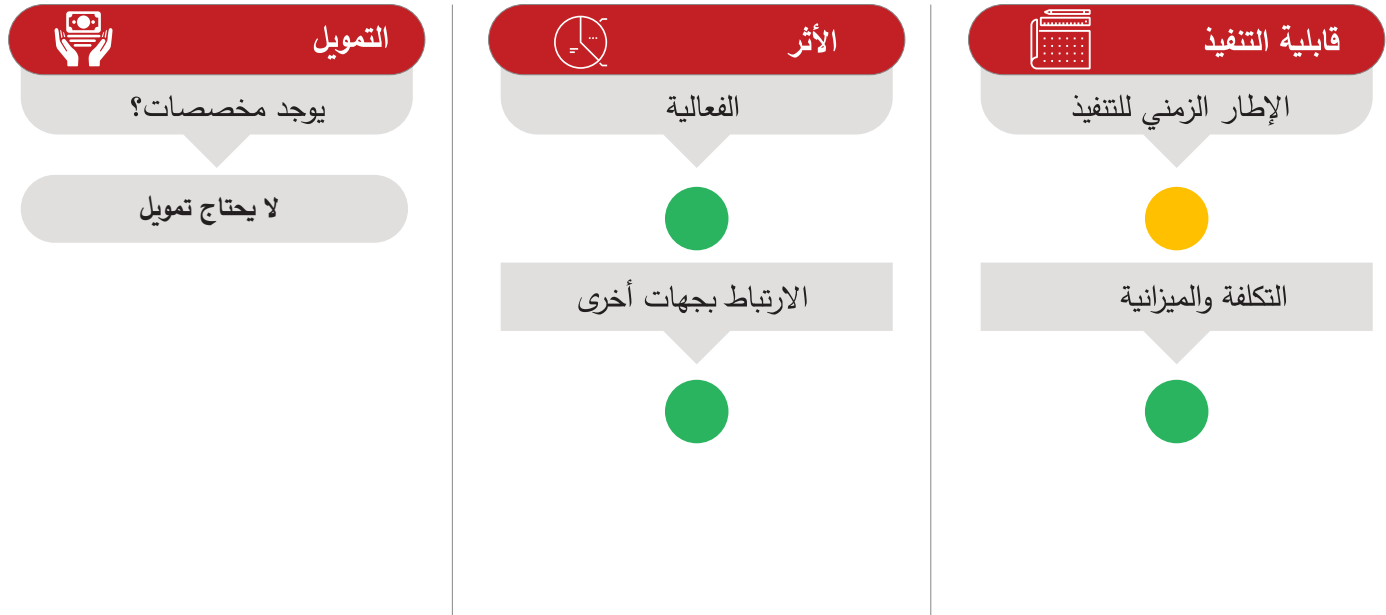 قابلية التنفيذ
الإطار الزمني للتنفيذ
التكلفة والميزانية
الأثر
الفعالية
الارتباط بجهات أخرى
التمويل
يوجد مخصصات؟
لا يحتاج تمويل